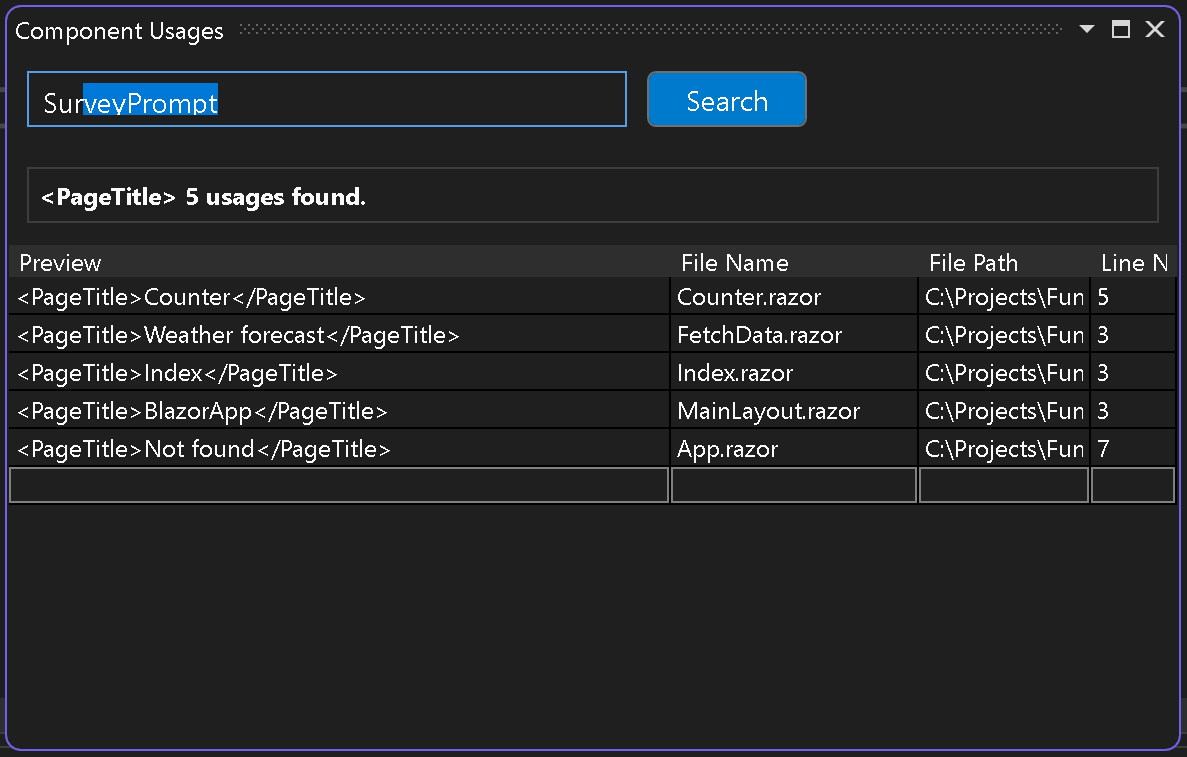 Component Usages
SurveyPrompt
Search
<PageTitle> 5 usages found.
Preview File Name File Path Line N
<PageTitle>Counter</PageTitle> Counter.razor C:\Projects\Fun 5
<PageTitle>Weather forecast</PageTitle> FetchData.razor C:\Projects\Fun 3
<PageTitle>Index</PageTitle> Index.razor C:\Projects\Fun 3
<PageTitle>BlazorApp</PageTitle> MainLayout.razor C:\Projects\Fun 3
<PageTitle>Not found</PageTitle> App.razor C:\Projects\Fun 7